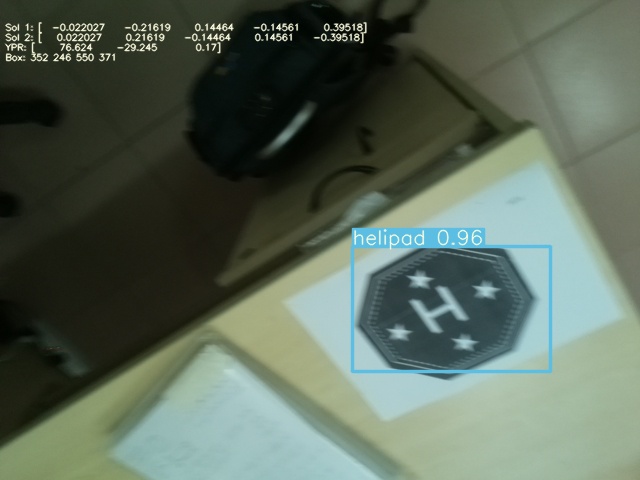 Sol 1: [ -0.022027 -0.21619 0.14464 -0.14561 0.39518]
Sol 2: [ 0.022027 0.21619 -0.14464 0.14561 -0.39518]
YPR: [ 76.624 -29.245 0.17]
Box: 352 246 550 371
helipad 0.96
H